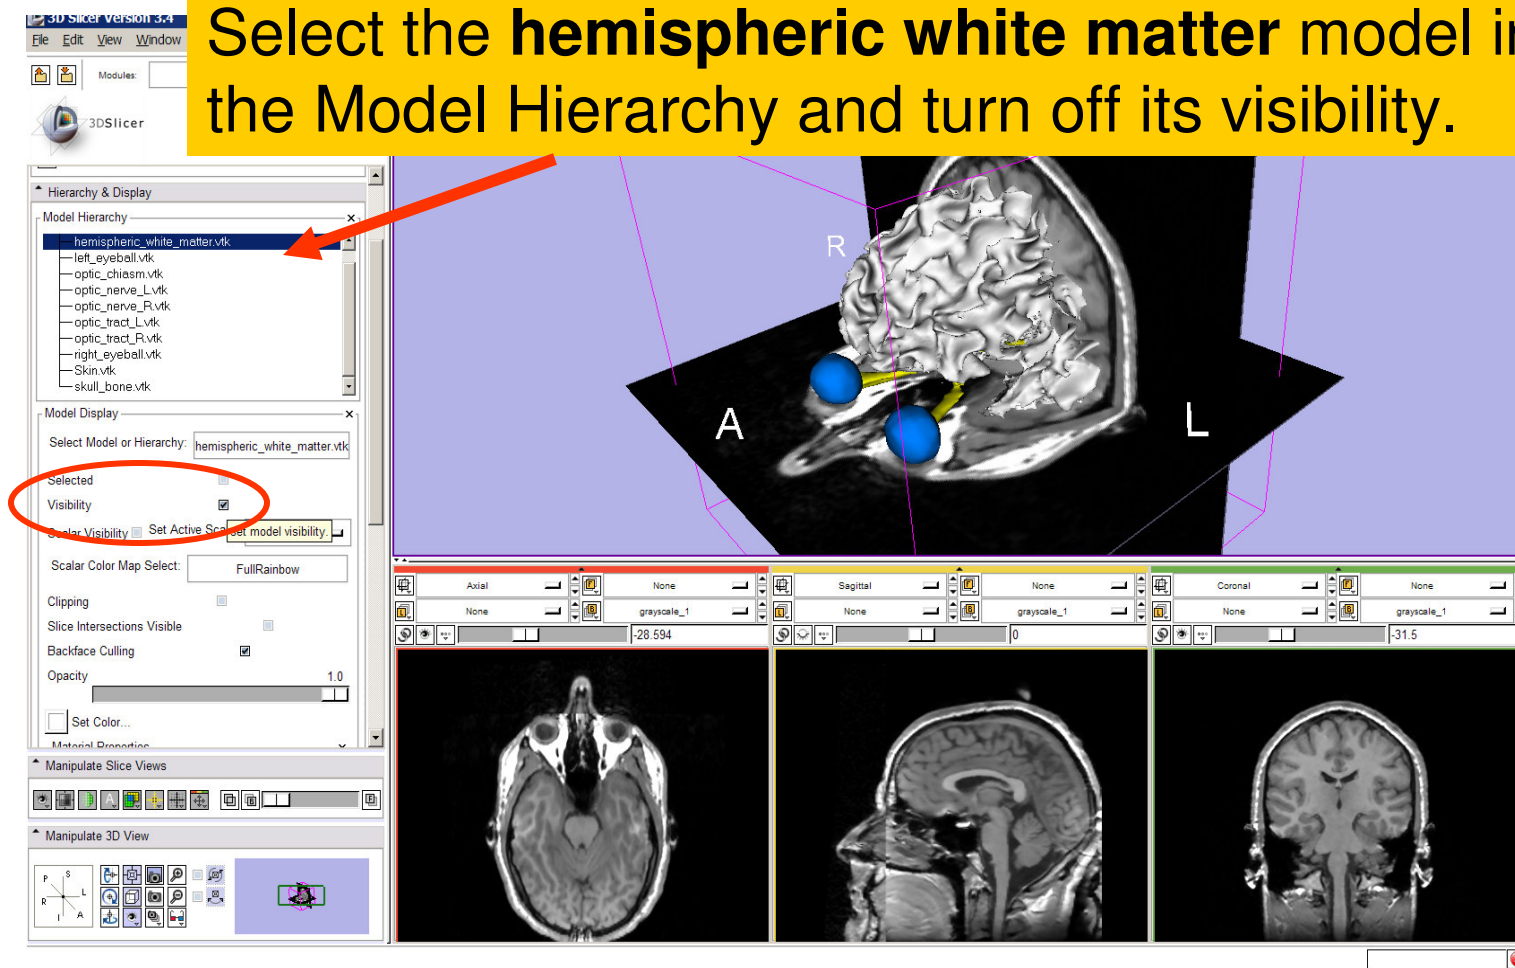 3D Slicer Version 3.4
Select the hemispheric white matter model in
the Model Hierarchy and turn off its visibility.
File Edit View Window
Modules:
3DSlicer
Hierarchy & Display
Model Hierarchy
hemispheric_white_matter.vtk
left_eyeball.vtk
optic_chiasm.vtk
optic_nerve_L.vtk
optic_nerve_R.vtk
optic_tract_L.vtk
optic_tract_R.vtk
right_eyeball.vtk
Skin.vtk
skull_bone.vtk
Model Display
Select Model or Hierarchy: hemispheric_white_matter.vtk
Selected
Visibility
Scalar Visibility Set Active Sca
set model visibility.
Scalar Color Map Select: FullRainbow
Clipping
Slice Intersections Visible
Backface Culling
Opacity 1.0
Set Color...
Material Properties
Manipulate Slice Views
Manipulate 3D View
P S
R L
I A
R
A
L
Axial None
None grayscale_1
-28.594
Sagittal None
None grayscale_1
0
Coronal None
None grayscale_1
-31.5